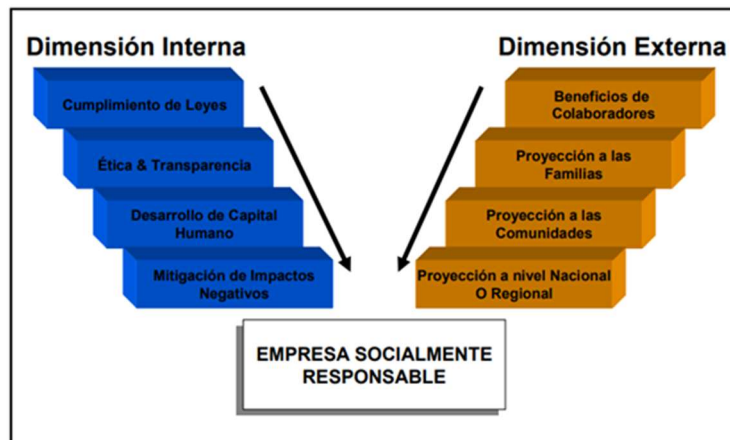 Dimensión Interna
Cumplimiento de Leyes
Ética & Transparencia
Desarrollo de Capital
Humano
Mitigación de Impactos
Negativos
Dimensión Externa
Beneficios de
Colaboradores
Proyección a las
Familias
Proyección a las
Comunidades
Proyección a nivel Nacional
O Regional
EMPRESA SOCIALMENTE
RESPONSABLE